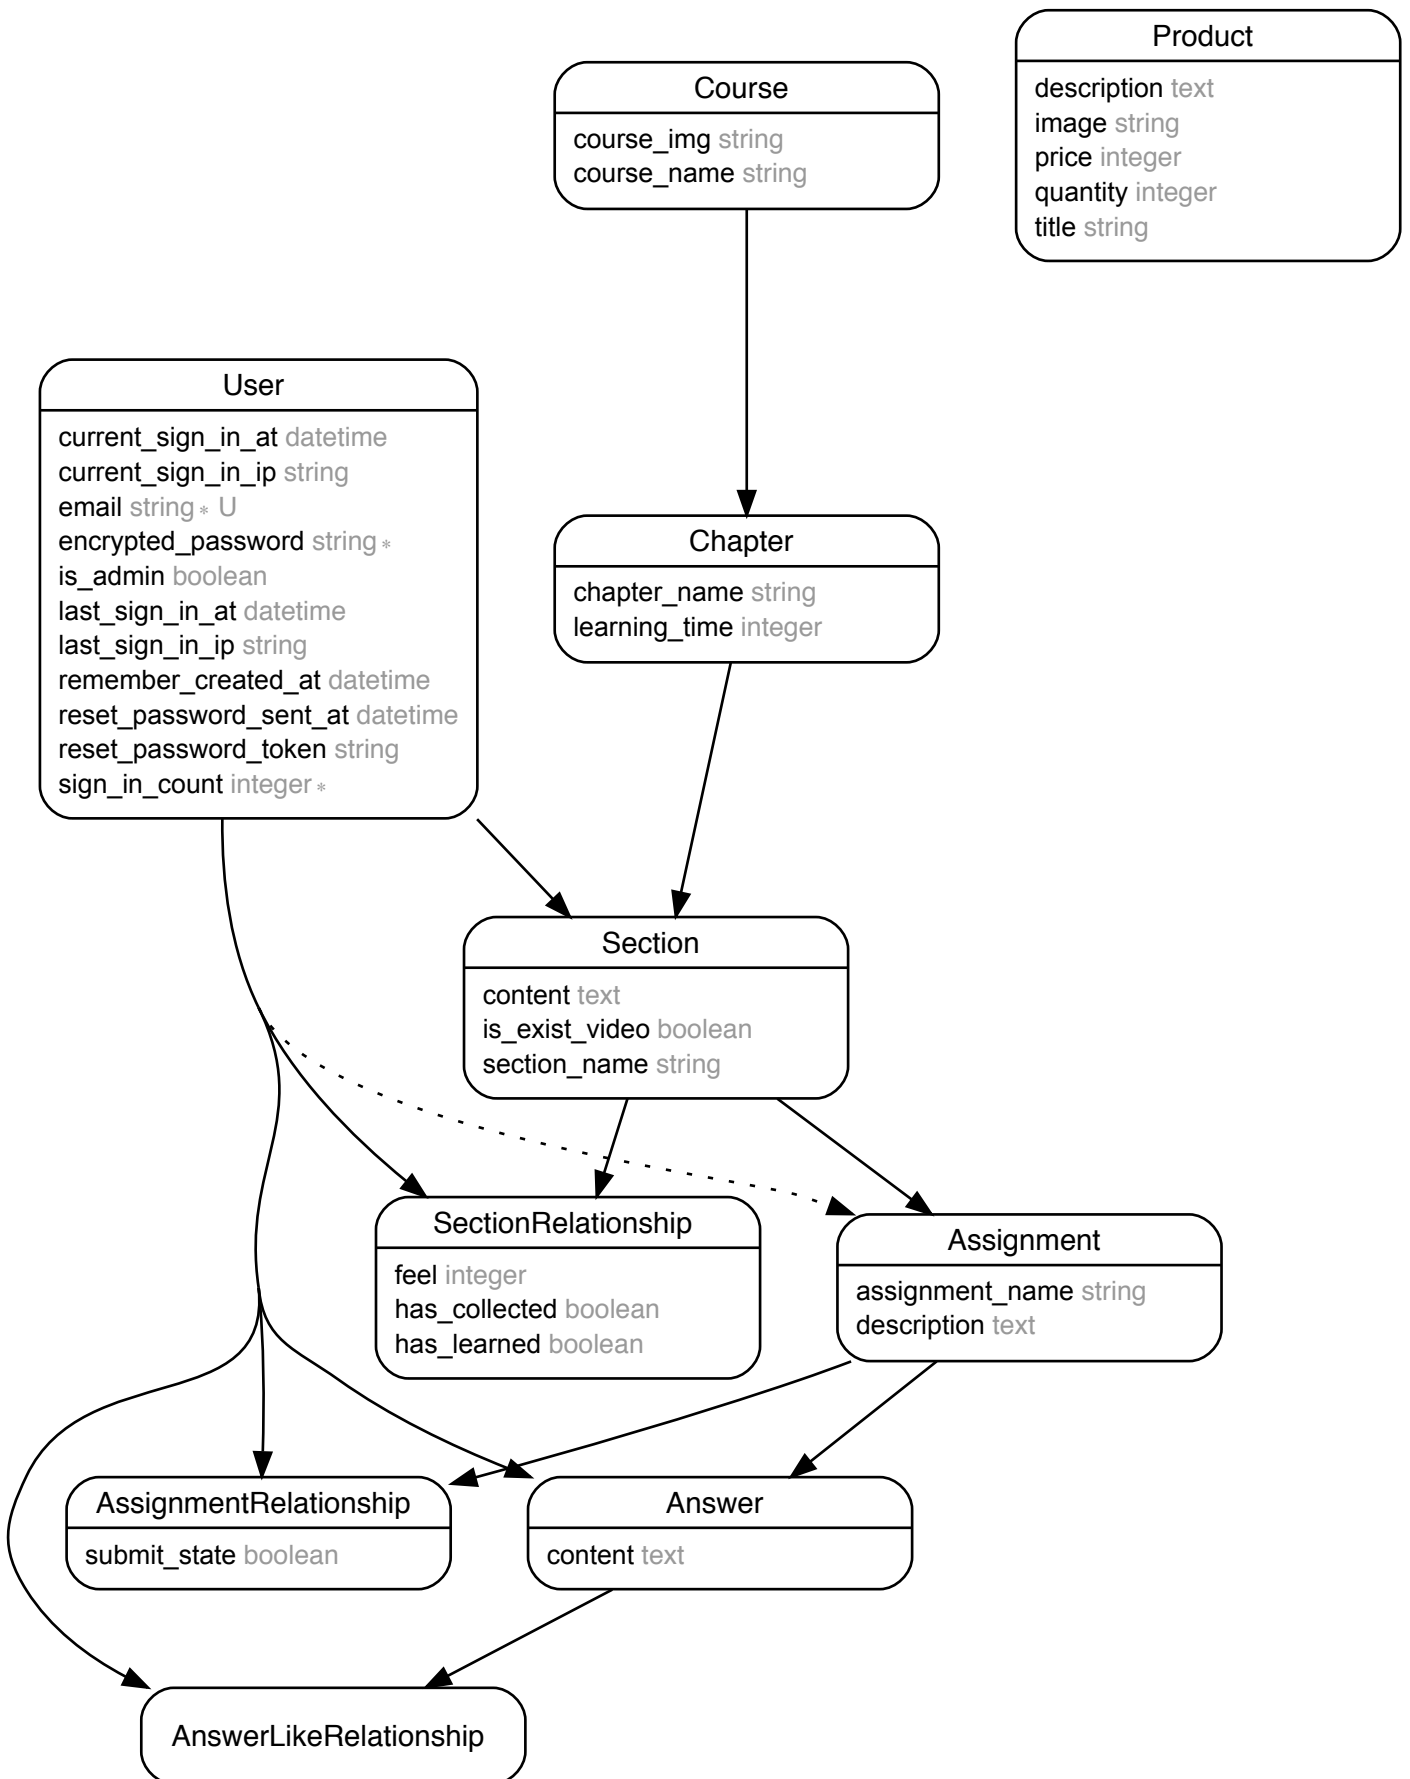 Product
description text
image string
price integer
quantity integer
title string
Course
course_img string
course_name string
User
current_sign_in_at datetime
current_sign_in_ip string
email string∗ U
encrypted_password string∗
is_admin boolean
last_sign_in_at datetime
last_sign_in_ip string
remember_created_at datetime
reset_password_sent_at datetime
reset_password_token string
sign_in_count integer∗
Chapter
chapter_name string
learning_time integer
Section
content text
is_exist_video boolean
section_name string
SectionRelationship
feel integer
has_collected boolean
has_learned boolean
Assignment
assignment_name string
description text
AssignmentRelationship
submit_state boolean
Answer
content text
AnswerLikeRelationship